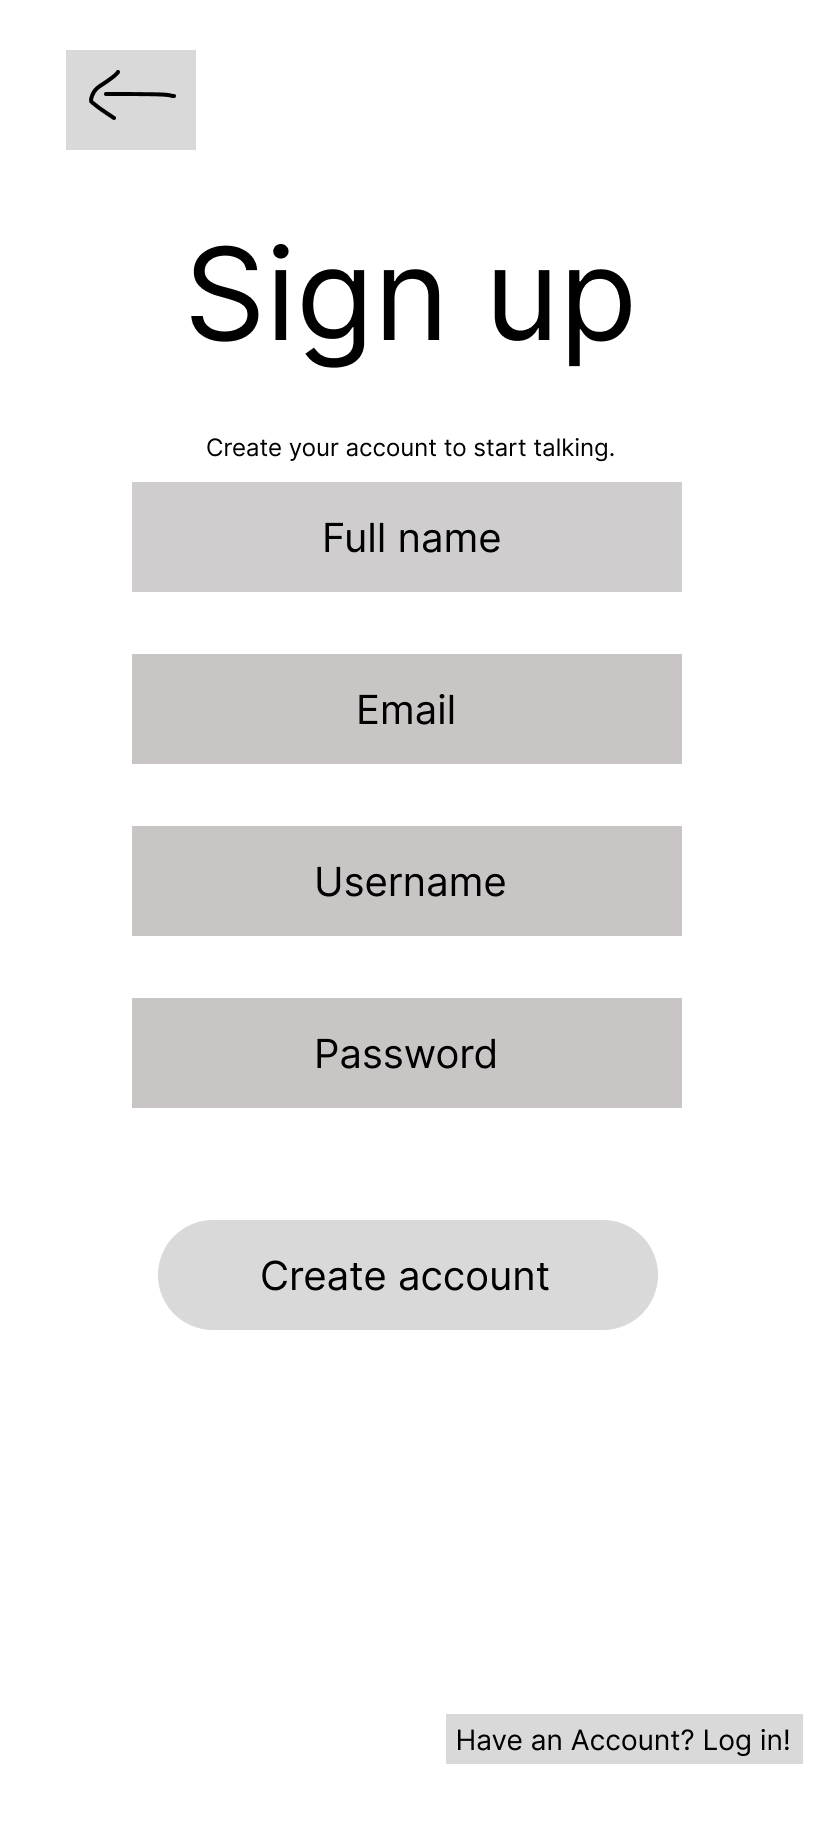 Sign up
Create your account to start talking.
Full name
Email
Username
Password
Create account
Have an Account? Log in!